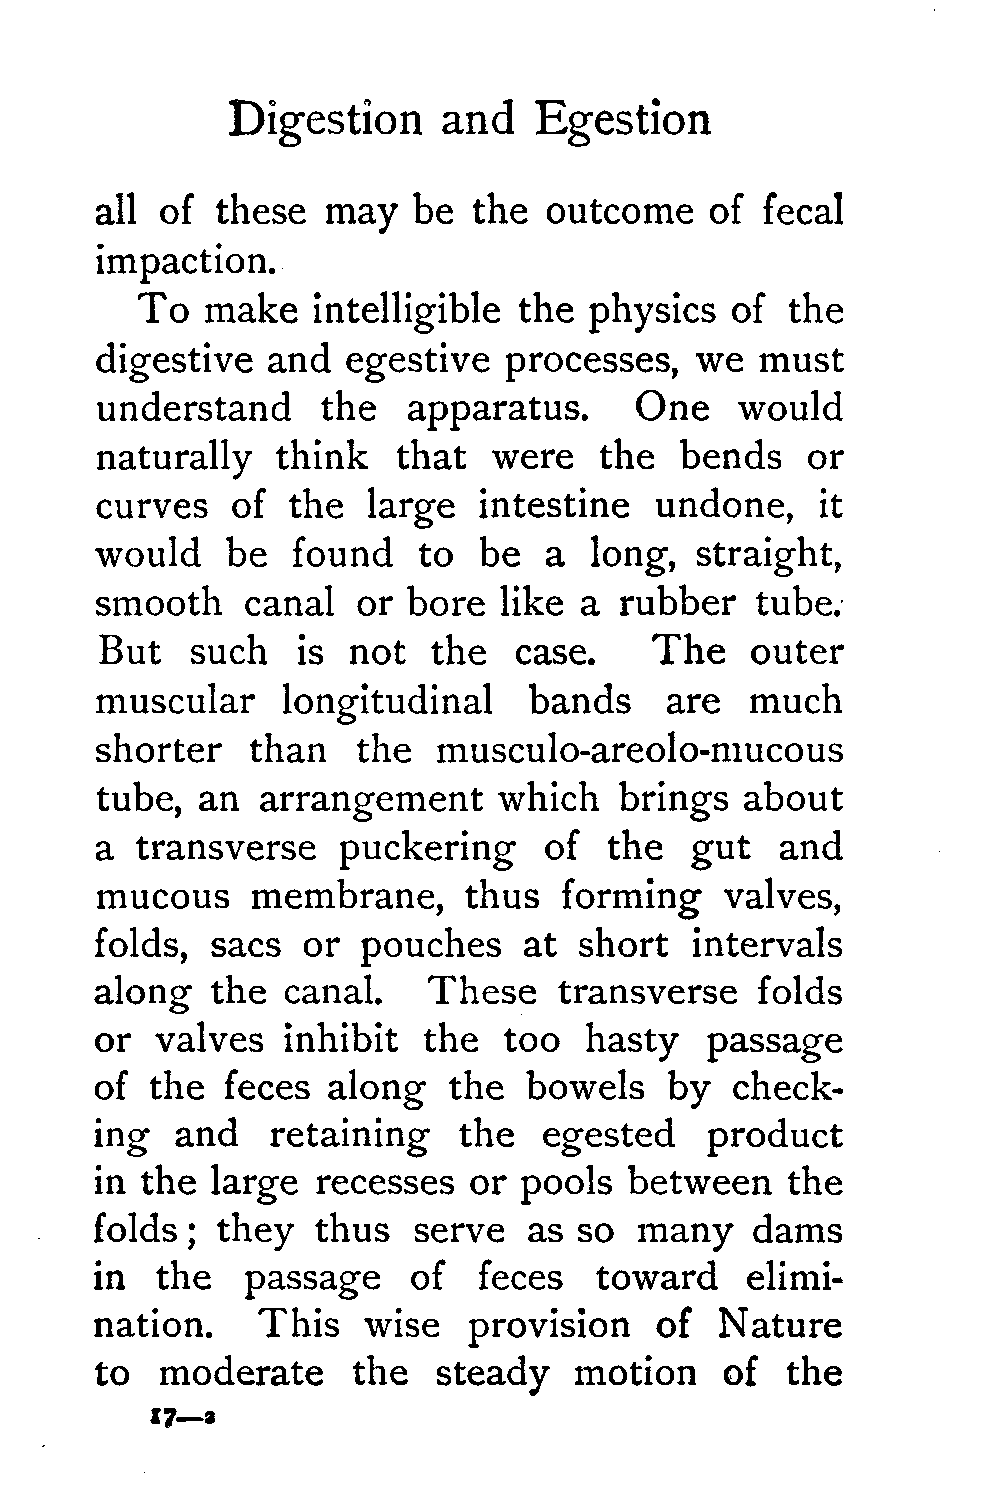 Digestion and Egestion
all of these may be the outcome of fecal
impaction.
To make intelligible the physics of the
digestive and egestive processes, we must
understand the apparatus. One would
naturally think that were the bends or
curves of the large intestine undone, it
would be found to be a long, straight,
smooth canal or bore like a rubber tube.
But such is not the case. The outer
muscular longitudinal bands are much
shorter than the musculo-areolo-mucous
tube, an arrangement which brings about
a transverse puckering of the gut and
mucous membrane, thus forming valves,
folds, sacs or pouches at short intervals
along the canal. These transverse folds
or valves inhibit the too hasty passage
of the feces along the bowels by check-
ing and retaining the egested product
in the large recesses or pools between the
folds ; they thus serve as so many dams
in the passage of feces toward elimi-
nation. This wise provision of Nature
to moderate the steady motion of the
17—2